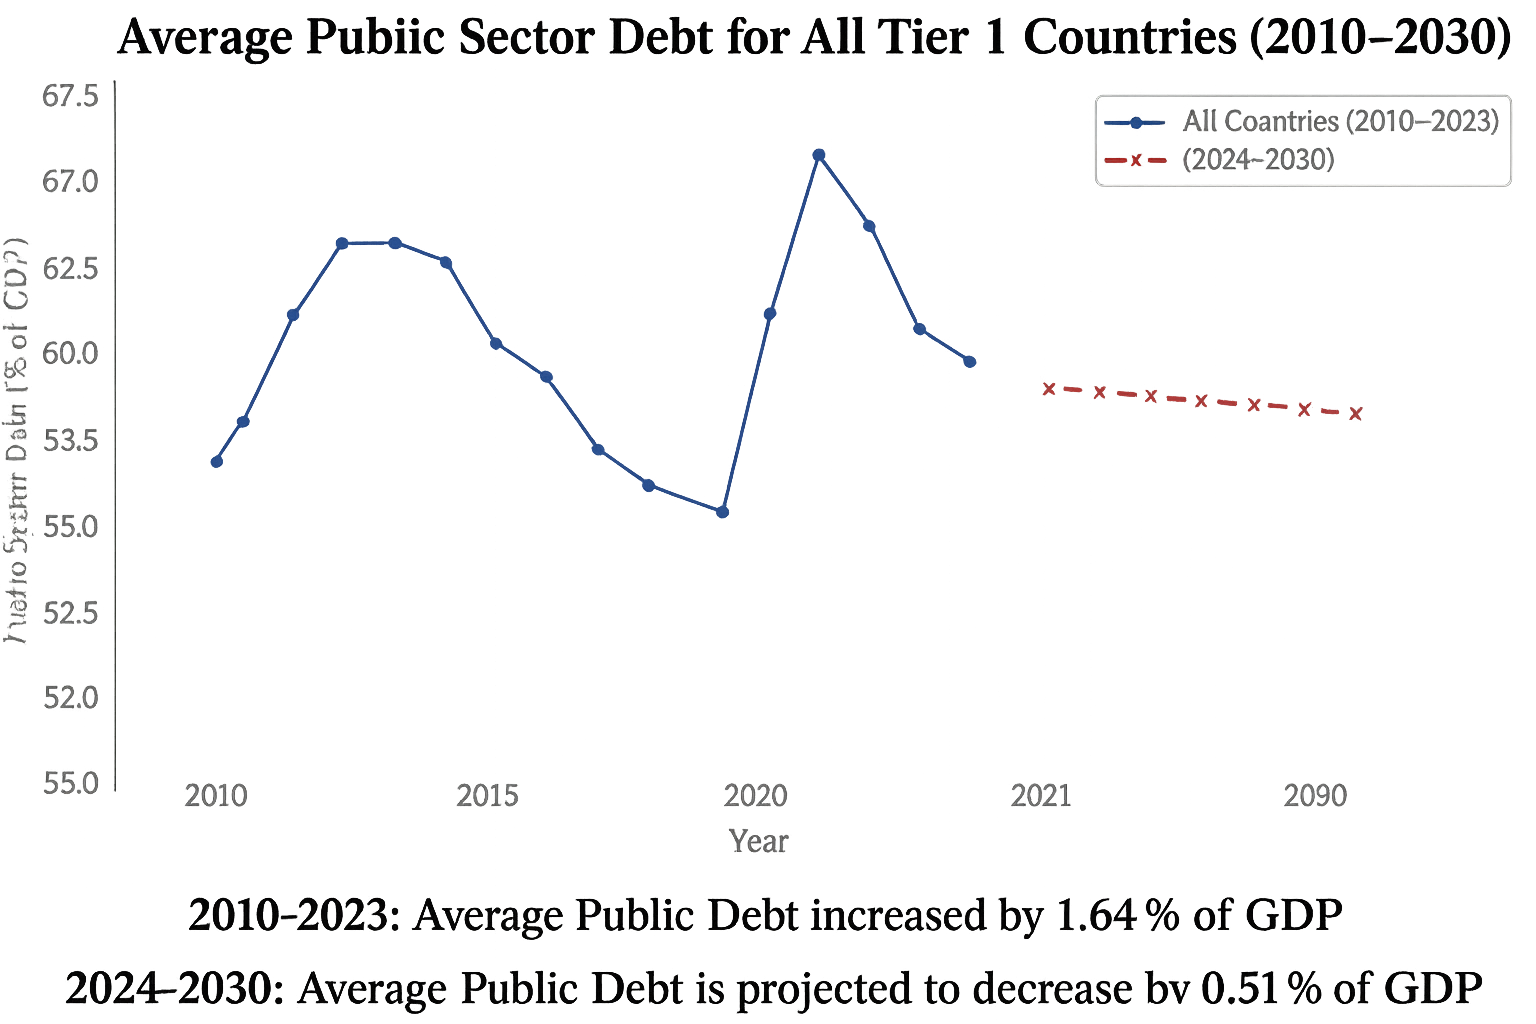 Average Pubiic Sector Debt for All Tier 1 Countries (2010–2030)
67.5
67.0
62.5
60.0
53.5
55.0
52.5
52.0
55.0
All Coantries (2010–2023)
(2024–2030)
2010 2015 2020 2021 2090
Year
2010-2023: Average Public Debt increased by 1.64 % of GDP
2024–2030: Average Public Debt is projected to decrease bv 0.51 % of GDP